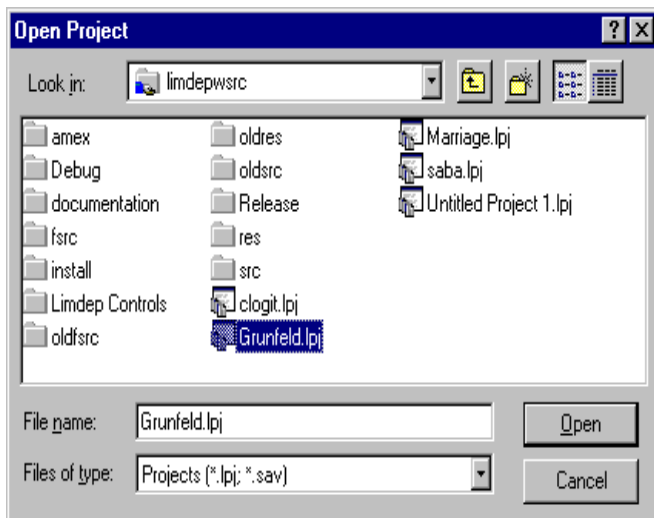 Open Project
Look in: limdepwsrc
amex oldres Marriage.lpj
Debug oldsrc saba.lpj
documentation Release Untitled Project 1.lpj
fsrc res
install src
Limdep Controls clogit.lpj
oldfsrc Grunfeld.lpj
File name: Grunfeld.lpj Open
Files of type: Projects (*.lpj; *.sav) Cancel